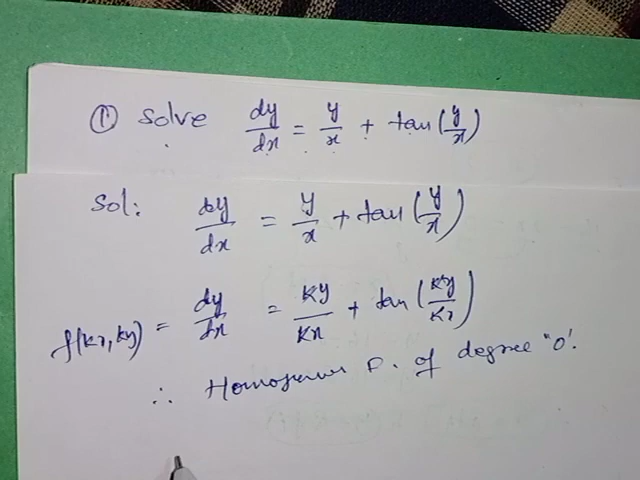 ① Solve dy/dx = y/x + tan(y/x)
Sol: dy/dx = y/x + tan(y/x)
f(kx, ky) = dy/dx = ky/kx + tan(ky/kx)
∴ of degree "0".